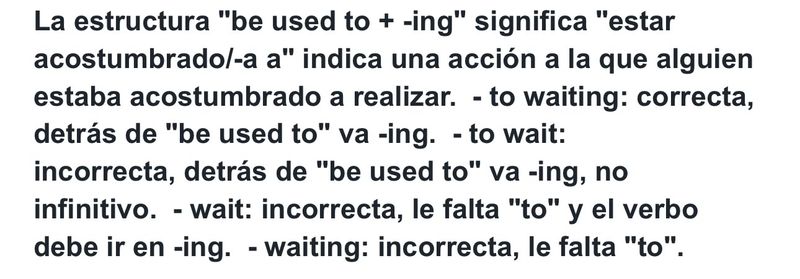 La estructura "be used to + -ing" significa "estar
acostumbrado/-a a" indica una acción a la que alguien
estaba acostumbrado a realizar.  - to waiting: correcta,
detrás de "be used to" va -ing.  - to wait:
incorrecta, detrás de "be used to" va -ing, no
infinitivo.  - wait: incorrecta, le falta "to" y el verbo
debe ir en -ing.  - waiting: incorrecta, le falta "to".